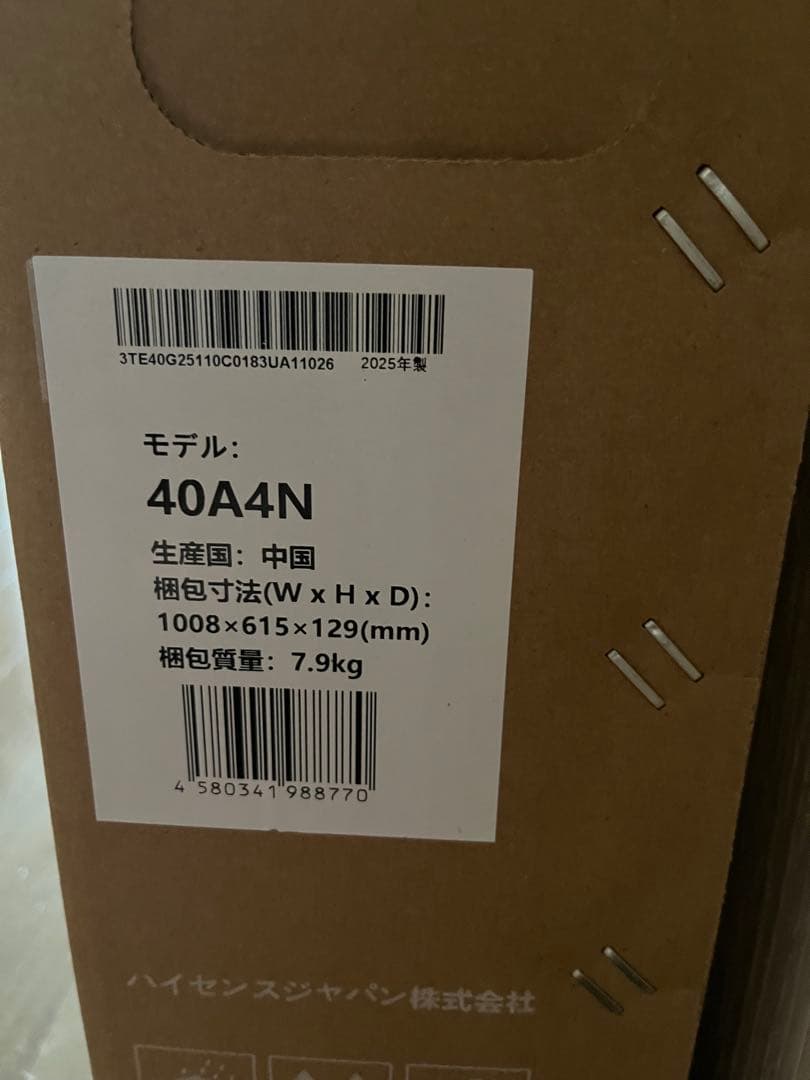 3TE40G25110C0183UA11026 2025年製
モデル：
40A4N
生産国：中国
梱包寸法(W x H x D)：
1008×615×129(mm)
梱包質量：7.9kg
4 580341 988770
ハイセンスジャパン株式会社